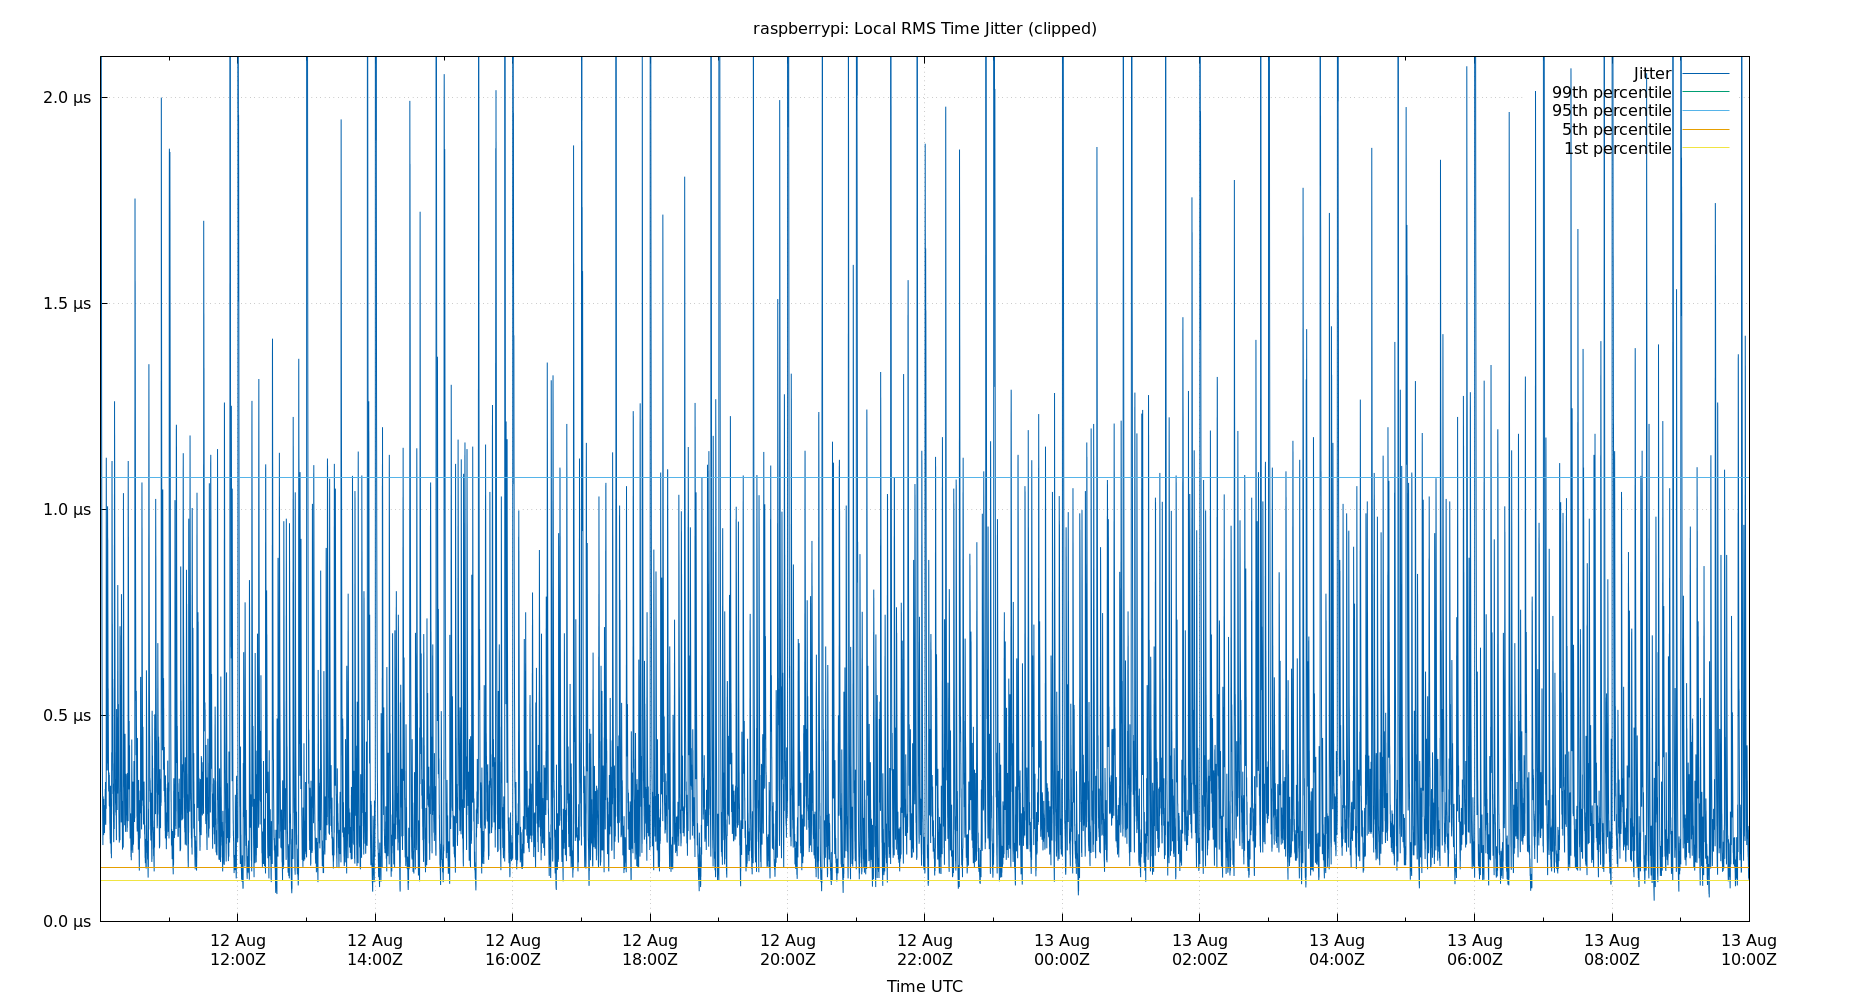 raspberrypi: Local RMS Time Jitter (clipped)
Jitter
99th percentile
95th percentile
5th percentile
1st percentile
2.0 μs
1.5 μs
1.0 μs
0.5 μs
0.0 μs
12 Aug 12 Aug 12 Aug 12 Aug 12 Aug 12 Aug 13 Aug 13 Aug 13 Aug 13 Aug 13 Aug 13 Aug
12:00Z 14:00Z 16:00Z 18:00Z 20:00Z 22:00Z 00:00Z 02:00Z 04:00Z 06:00Z 08:00Z 10:00Z
Time UTC